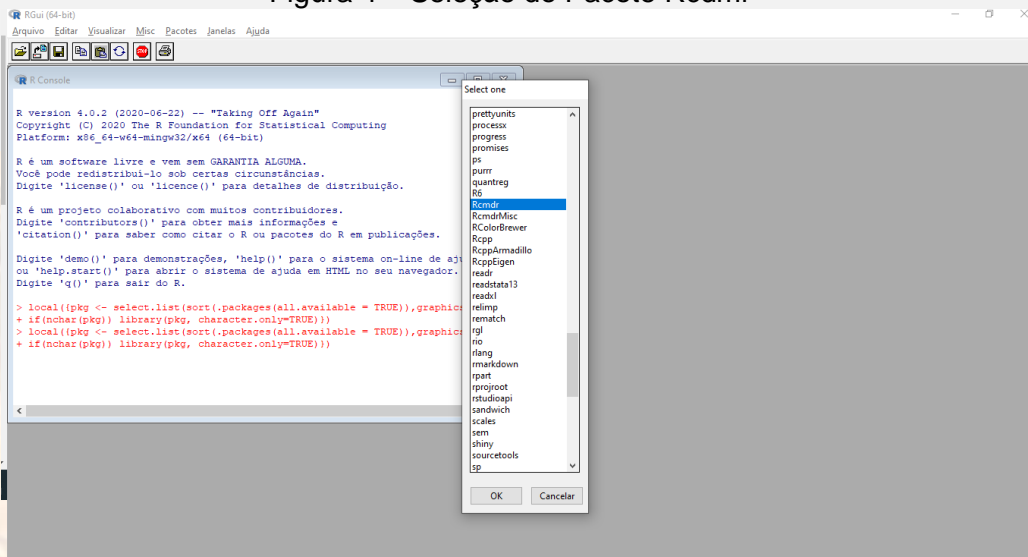 RGui (64-bit)
Arquivo Editar Visualizar Misc Pacotes Janelas Ajuda
STOP
R Console
R version 4.0.2 (2020-06-22) -- "Taking Off Again"
Copyright (C) 2020 The R Foundation for Statistical Computing
Platform: x86_64-w64-mingw32/x64 (64-bit)
R é um software livre e vem sem GARANTIA ALGUMA.
Você pode redistribuí-lo sob certas circunstâncias.
Digite 'license()' ou 'licence()' para detalhes de distribuição.
R é um projeto colaborativo com muitos contribuidores.
Digite 'contributors()' para obter mais informações e
'citation()' para saber como citar o R ou pacotes do R em publicações.
Digite 'demo()' para demonstrações, 'help()' para o sistema on-line de aju
ou 'help.start()' para abrir o sistema de ajuda em HTML no seu navegador.
Digite 'q()' para sair do R.
> local({pkg <- select.list(sort(.packages(all.available = TRUE)),graphics
+ if(nchar(pkg)) library(pkg, character.only=TRUE)})
> local({pkg <- select.list(sort(.packages(all.available = TRUE)),graphics
+ if(nchar(pkg)) library(pkg, character.only=TRUE)})
Select one
prettyunits
processx
progress
promises
ps
purrr
quantreg
R6
Rcmdr
RcmdrMisc
RColorBrewer
Rcpp
RcppArmadillo
RcppEigen
readr
readstata13
readxl
relimp
rematch
rgl
rio
rlang
rmarkdown
rpart
rprojroot
rstudioapi
sandwich
scales
sem
shiny
sourcetools
sp
OK Cancelar